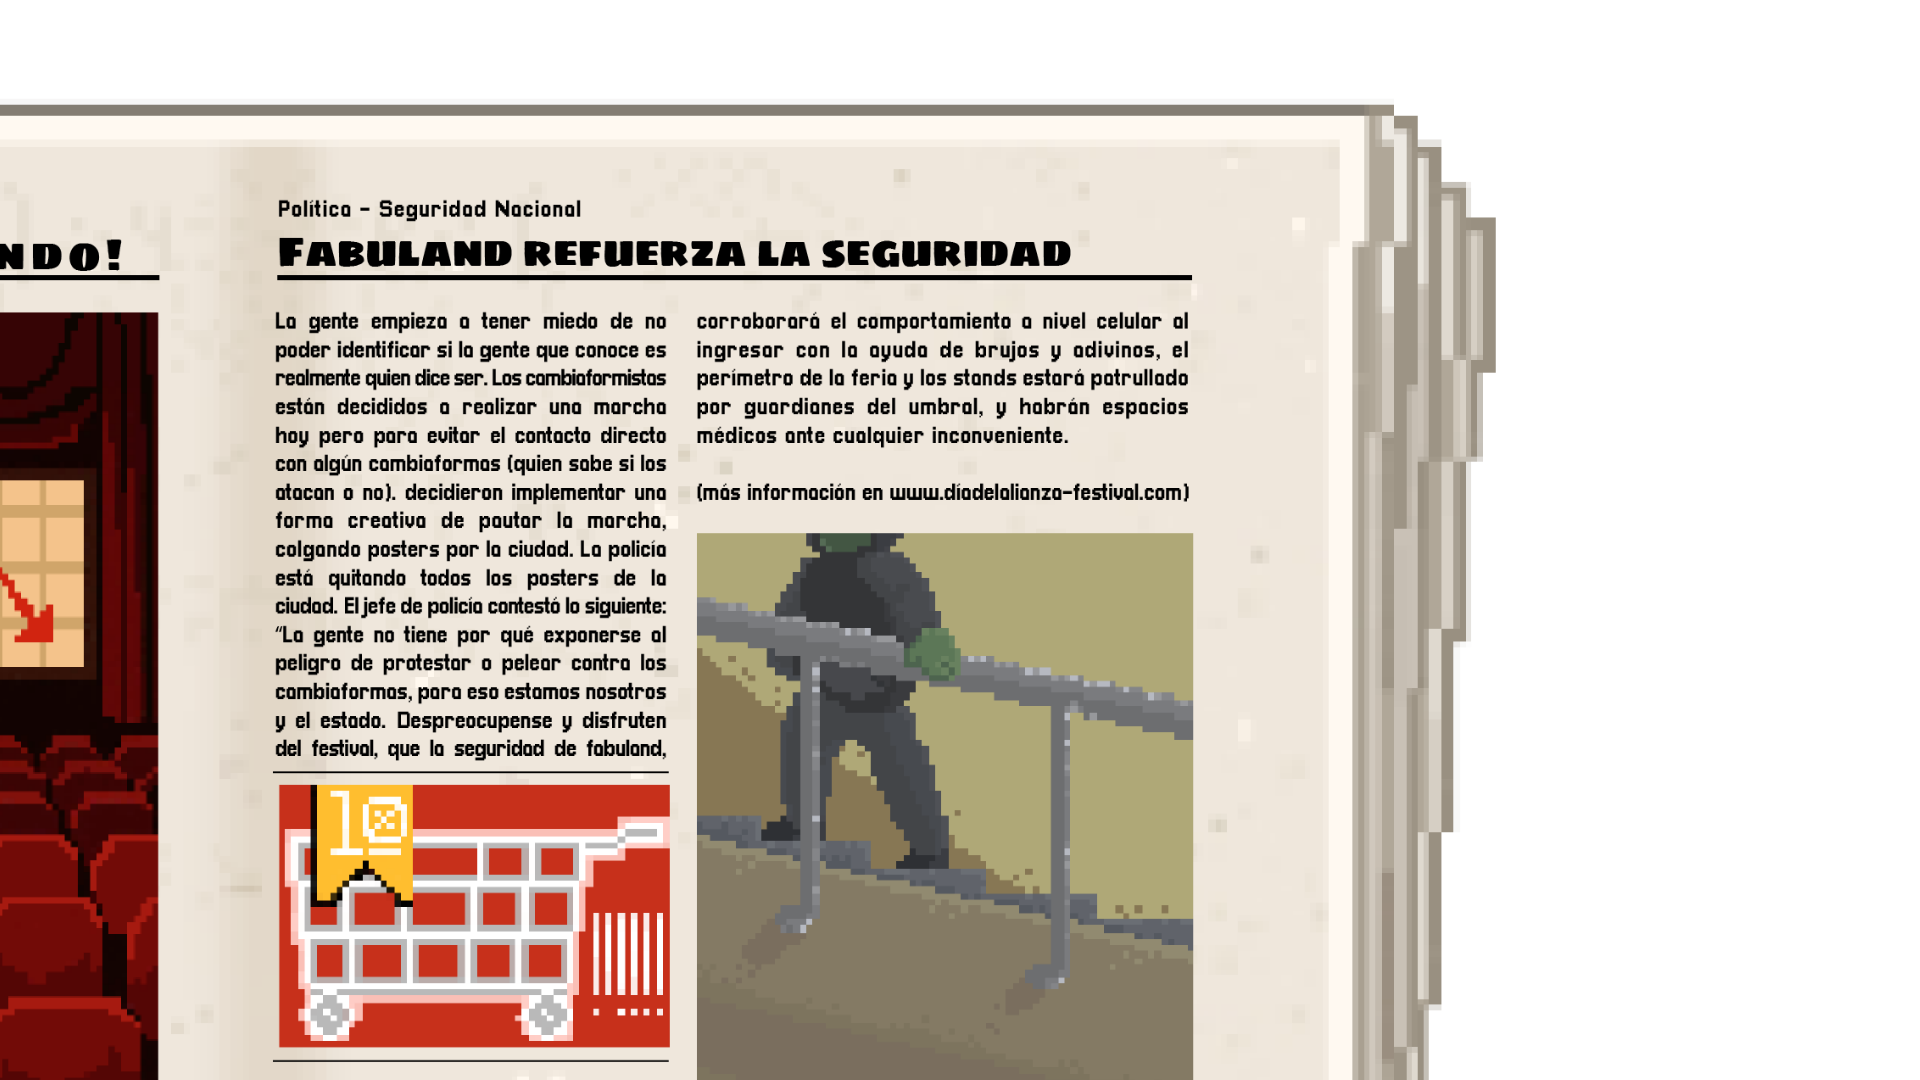 NDO!
Política - Seguridad Nacional
FABULAND REFUERZA LA SEGURIDAD
La gente empieza a tener miedo de no
poder identificar si la gente que conoce es
realmente quien dice ser. Los cambiaformistas
están decididos a realizar una marcha
hoy pero para evitar el contacto directo
con algún cambiaformas (quien sabe si los
atacan o no). decidieron implementar una
forma creativa de pautar la marcha,
colgando posters por la ciudad. La policía
está quitando todos los posters de la
ciudad. El jefe de policía contestó lo siguiente:
“La gente no tiene por qué exponerse al
peligro de protestar o pelear contra los
cambiaformas, para eso estamos nosotros
y el estado. Despreocupense y disfruten
del festival, que la seguridad de fabuland,
corroborará el comportamiento a nivel celular al
ingresar con la ayuda de brujos y adivinos, el
perímetro de la feria y los stands estará patrullado
por guardianes del umbral, y habrán espacios
médicos ante cualquier inconveniente.
(más información en www.díadelalianza-festival.com)